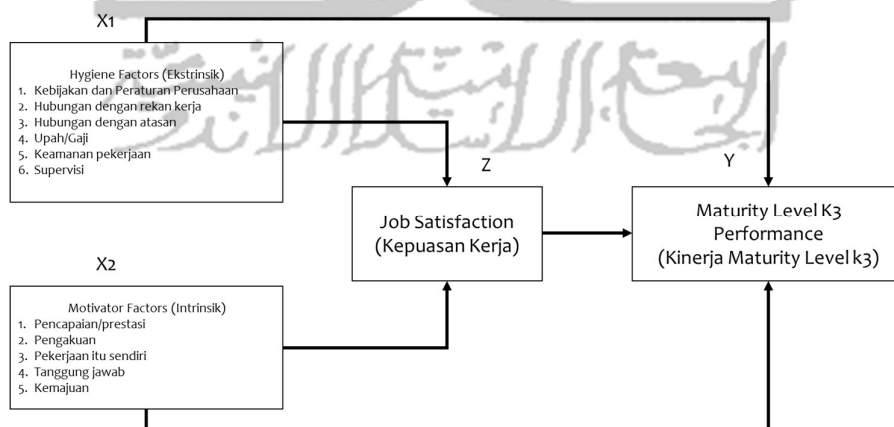 X1
Hygiene Factors (Ekstrinsik)
1. Kebijakan dan Peraturan Perusahaan
2. Hubungan dengan rekan kerja
3. Hubungan dengan atasan
4. Upah/Gaji
5. Keamanan pekerjaan
6. Supervisi
Z
Y
Job Satisfaction
(Kepuasan Kerja)
Maturity Level K3
Performance
(Kinerja Maturity Level k3)
X2
Motivator Factors (Intrinsik)
1. Pencapaian/prestasi
2. Pengakuan
3. Pekerjaan itu sendiri
4. Tanggung jawab
5. Kemajuan